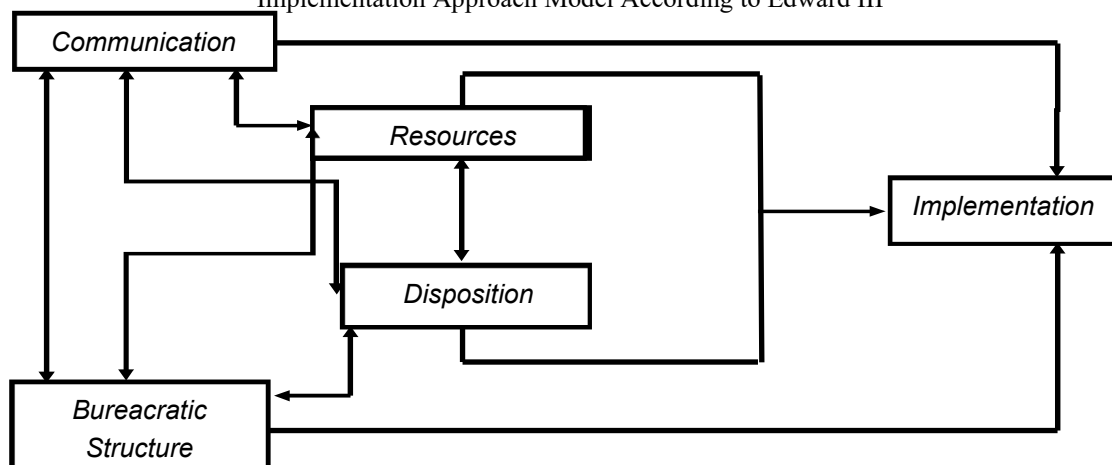 Implementation Approach Model According to Edward III
Communication
Resources
Implementation
Disposition
Bureacratic
Structure